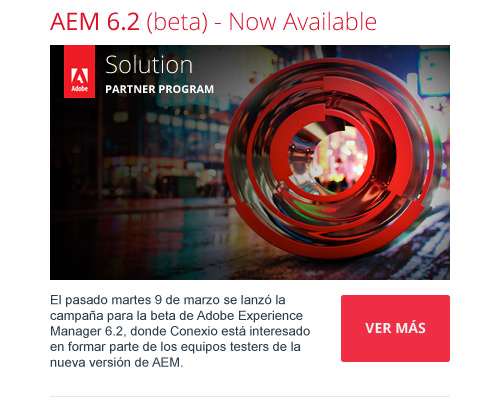 AEM 6.2 (beta) - Now Available
Solution
PARTNER PROGRAM
Adobe
El pasado martes 9 de marzo se lanzó la
campaña para la beta de Adobe Experience
Manager 6.2, donde Conexio está interesado
en formar parte de los equipos testers de la
nueva versión de AEM.
VER MÁS